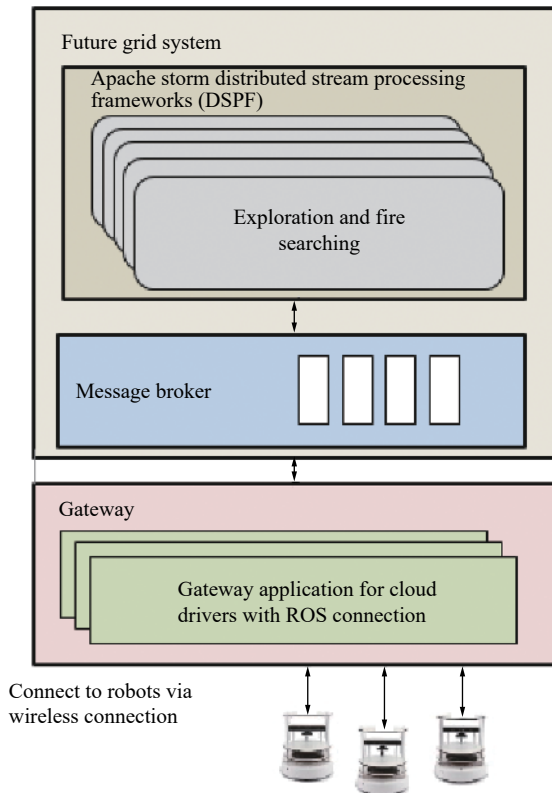 Future grid system
Apache storm distributed stream processing
frameworks (DSPF)
Exploration and fire
searching
Message broker
Gateway
Gateway application for cloud
drivers with ROS connection
Connect to robots via
wireless connection